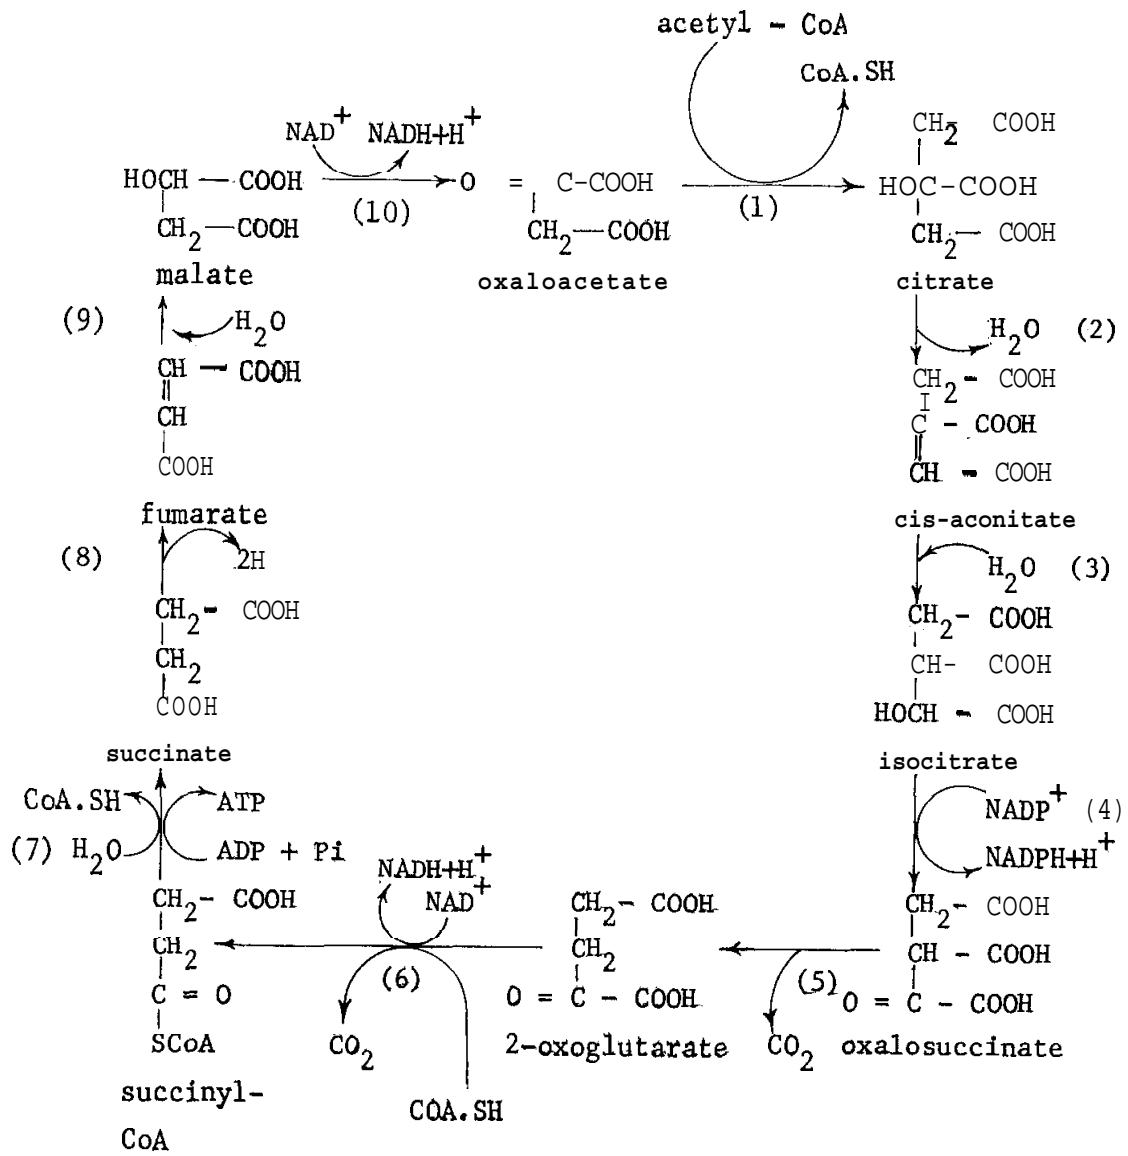 acetyl - CoA
CoA.SH
NAD+ NADH+H+
HOCH — COOH
CH2 — COOH
malate
(10)
O = C-COOH
CH2 — COOH
oxaloacetate
(1)
CH2 COOH
HOC-COOH
CH2 - COOH
citrate
(9) H2O
H2O (2)
CH — COOH
CH
COOH
fumarate
CH2 - COOH
C - COOH
CH - COOH
cis-aconitate
(8) 2H
H2O (3)
CH2 - COOH
CH2
COOH
succinate
CH2 - COOH
CH- COOH
HOCH - COOH
isocitrate
CoA.SH ATP
(7) H2O ADP + Pi
NADP+ (4)
NADPH+H+
NADH+H+
NAD+
CH2- COOH
CH2
C = O
SCoA
succinyl-
CoA
(6)
CO2
COA.SH
CH2- COOH
CH2
O = C - COOH
2-oxoglutarate
(5)
CO2
CH2- COOH
CH - COOH
O = C - COOH
oxalosuccinate